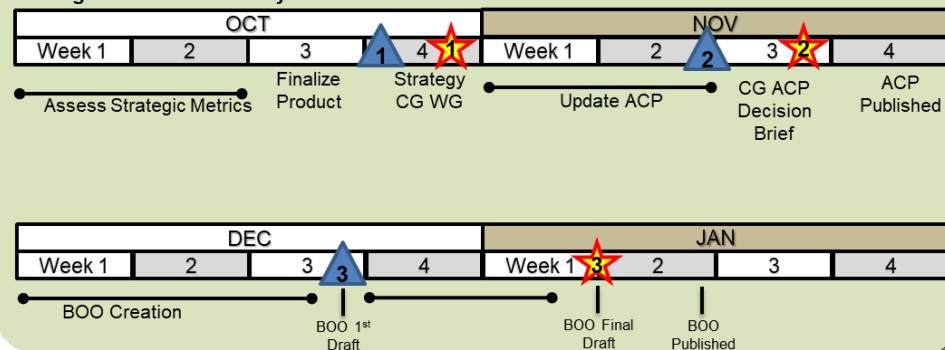 OCT NOV
Week 1 2 3 1 4 1 Week 1 2 2 3 2 4
Assess Strategic Metrics
Finalize
Product
Strategy
CG WG
Update ACP
CG ACP
Decision
Brief
ACP
Published
DEC JAN
Week 1 2 3 3 4 Week 1 3 2 3 4
BOO Creation
BOO 1st
Draft
BOO Final
Draft
BOO
Published